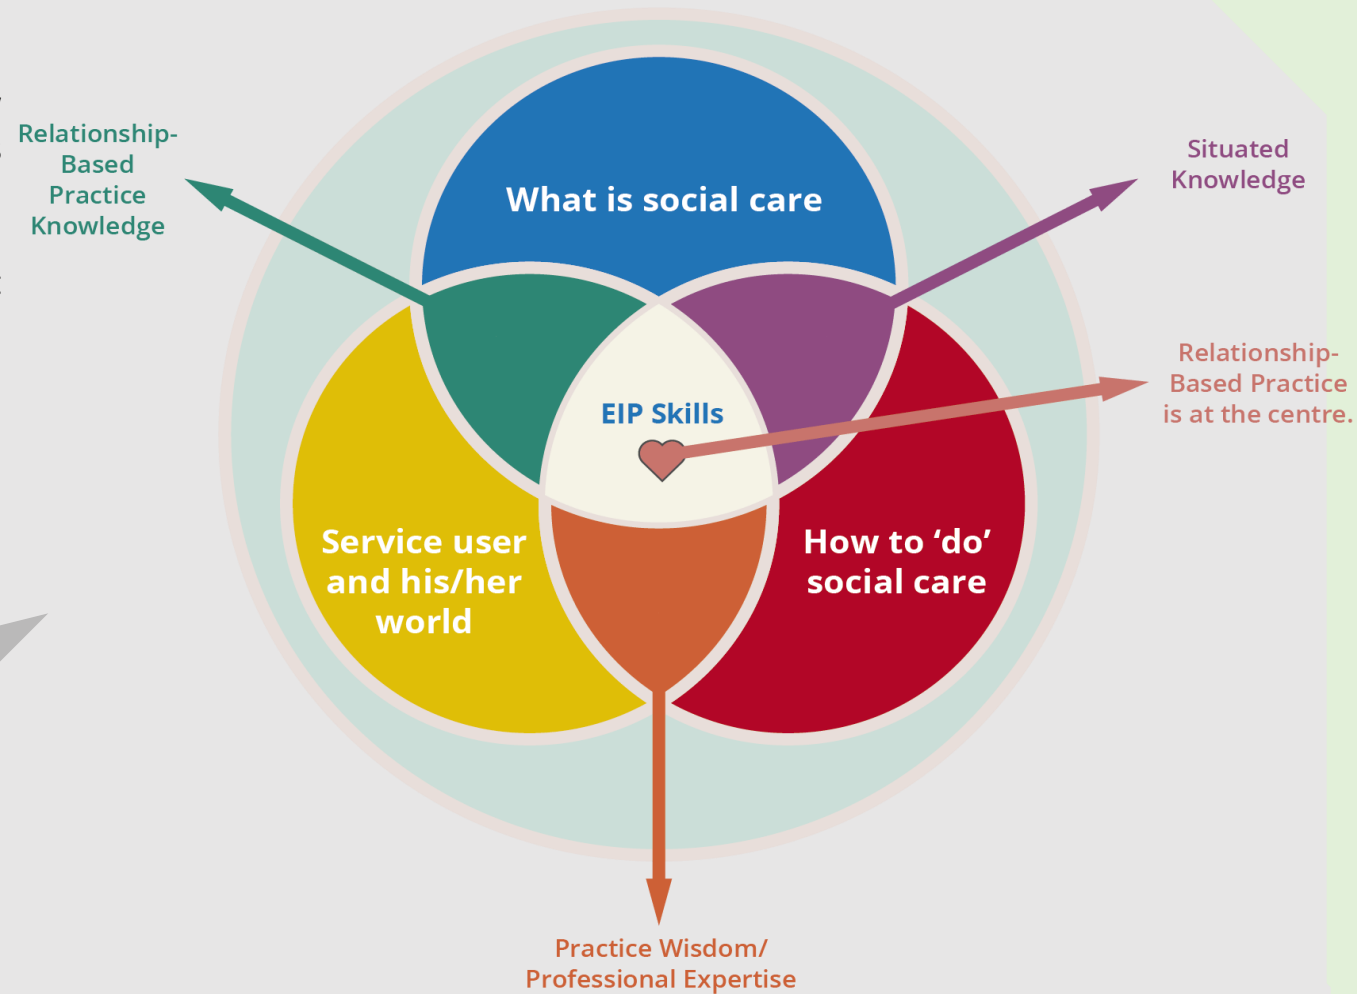 What is social care
Relationship-
Based
Practice
Knowledge
Situated
Knowledge
Relationship-
Based Practice
is at the centre.
EIP Skills
Service user
and his/her
world
How to ‘do’
social care
Practice Wisdom/
Professional Expertise